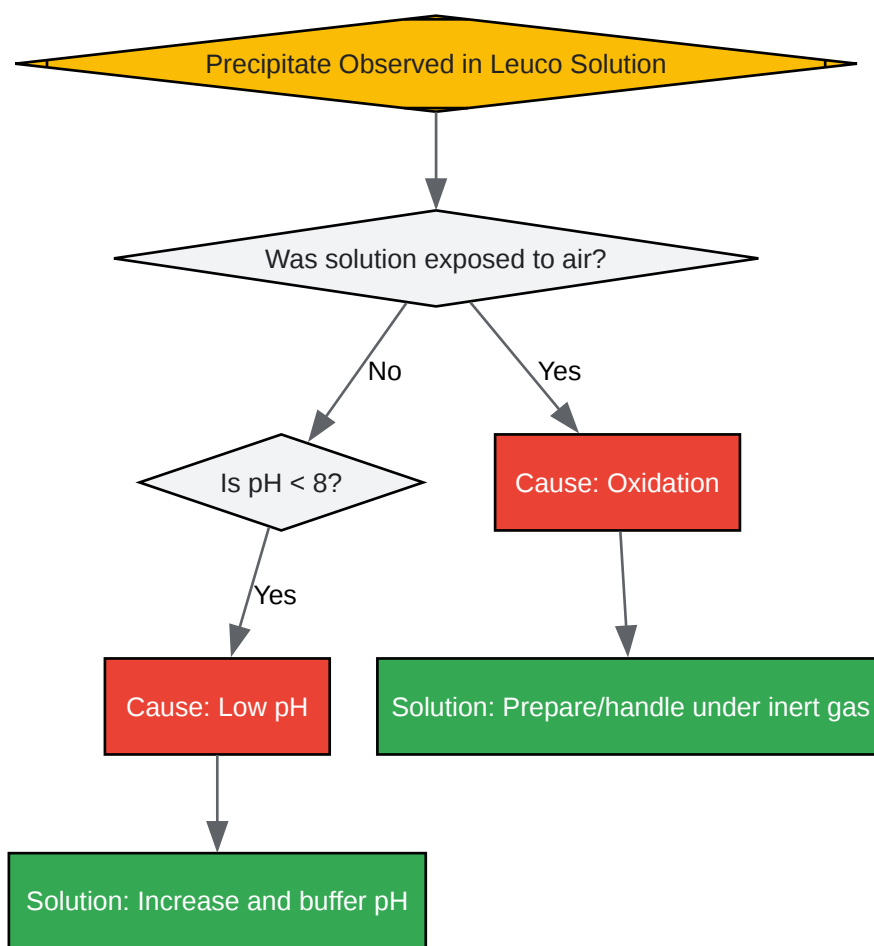 Precipitate Observed in Leuco Solution
Was solution exposed to air?
No
Yes
Is pH < 8?
Cause: Oxidation
Yes
Cause: Low pH
Solution: Prepare/handle under inert gas
Solution: Increase and buffer pH